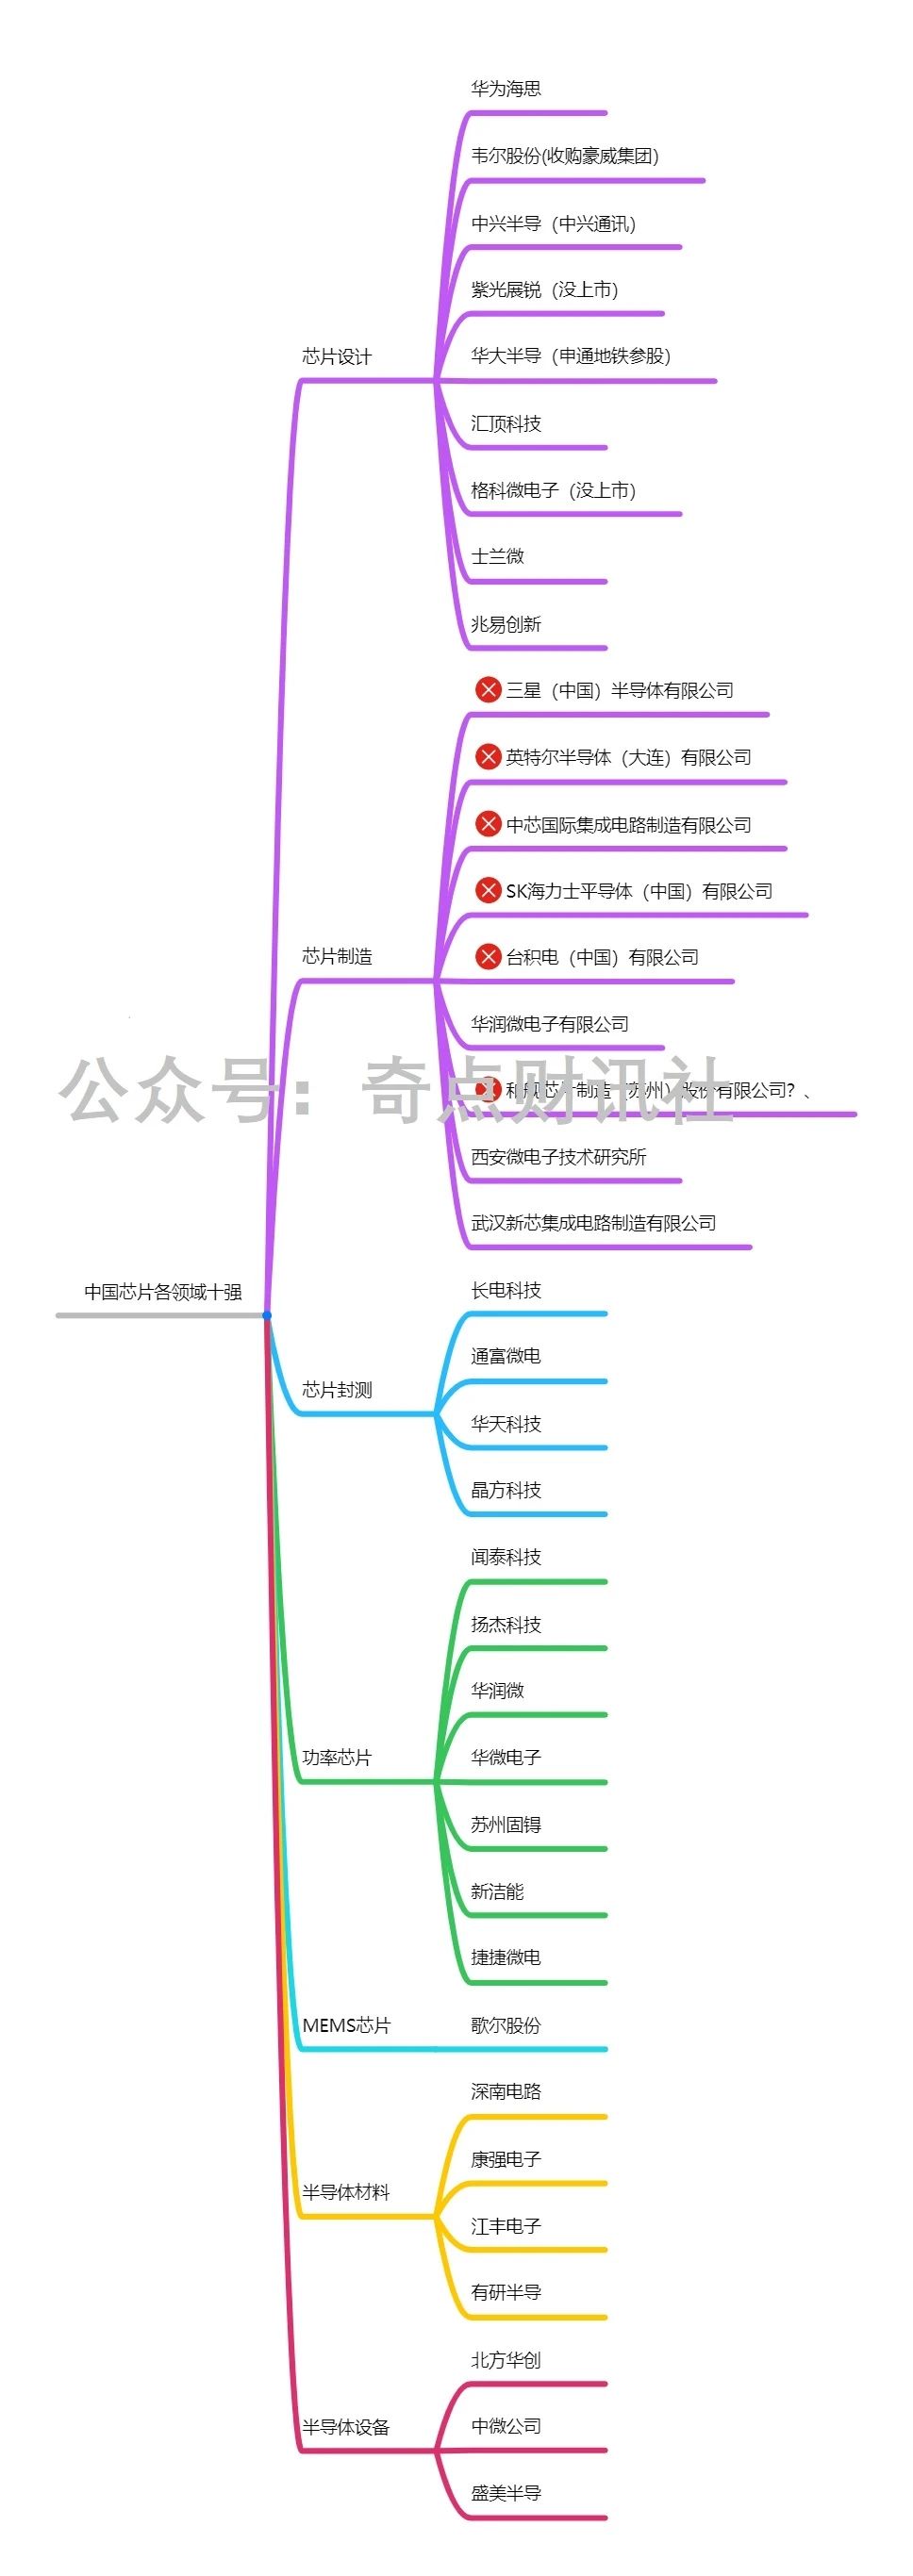 华为海思
韦尔股份(收购豪威集团)
中兴半导（中兴通讯）
紫光展锐（没上市）
芯片设计
华大半导（申通地铁参股）
汇顶科技
格科微电子（没上市）
士兰微
兆易创新
三星（中国）半导体有限公司
英特尔半导体（大连）有限公司
中芯国际集成电路制造有限公司
SK海力士平导体（中国）有限公司
芯片制造
台积电（中国）有限公司
华润微电子有限公司
公众号：奇点财讯社
和舰芯片制造（苏州）股份有限公司？、
西安微电子技术研究所
武汉新芯集成电路制造有限公司
中国芯片各领域十强
长电科技
通富微电
芯片封测
华天科技
晶方科技
闻泰科技
扬杰科技
华润微
功率芯片
华微电子
苏州固锝
新洁能
捷捷微电
MEMS芯片
歌尔股份
深南电路
康强电子
半导体材料
江丰电子
有研半导
北方华创
半导体设备
中微公司
盛美半导